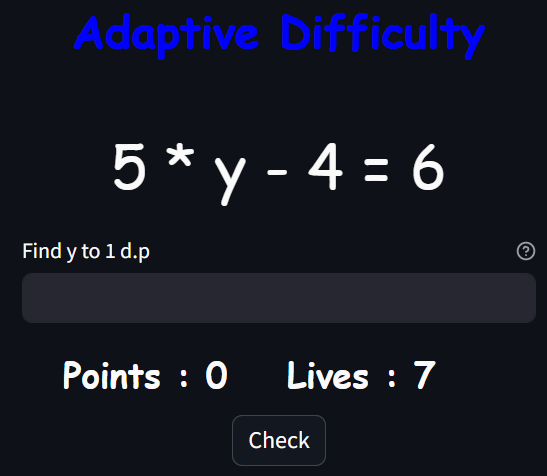 Adaptive Difficulty
5 * y - 4 = 6
Find y to 1 d.p
Points : 0 Lives : 7
Check